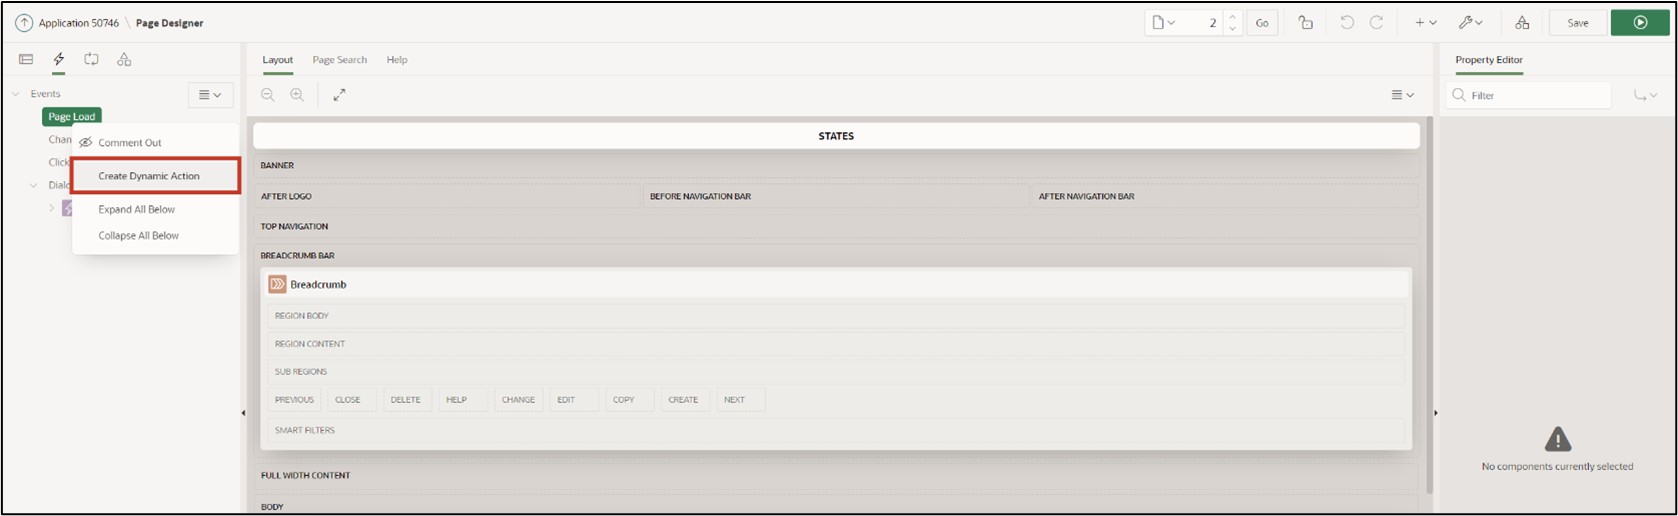 Application 50746 \ Page Designer
2
Go
Save
Layout
Page Search
Help
Property Editor
Events
Filter
Page Load
Chan
Comment Out
STATES
Click
BANNER
Create Dynamic Action
Dialo
AFTER LOGO
BEFORE NAVIGATION BAR
AFTER NAVIGATION BAR
Expand All Below
TOP NAVIGATION
Collapse All Below
BREADCRUMB BAR
Breadcrumb
REGION BODY
REGION CONTENT
SUB REGIONS
PREVIOUS
CLOSE
DELETE
HELP
CHANGE
EDIT
COPY
CREATE
NEXT
SMART FILTERS
No components currently selected
FULL WIDTH CONTENT
BODY